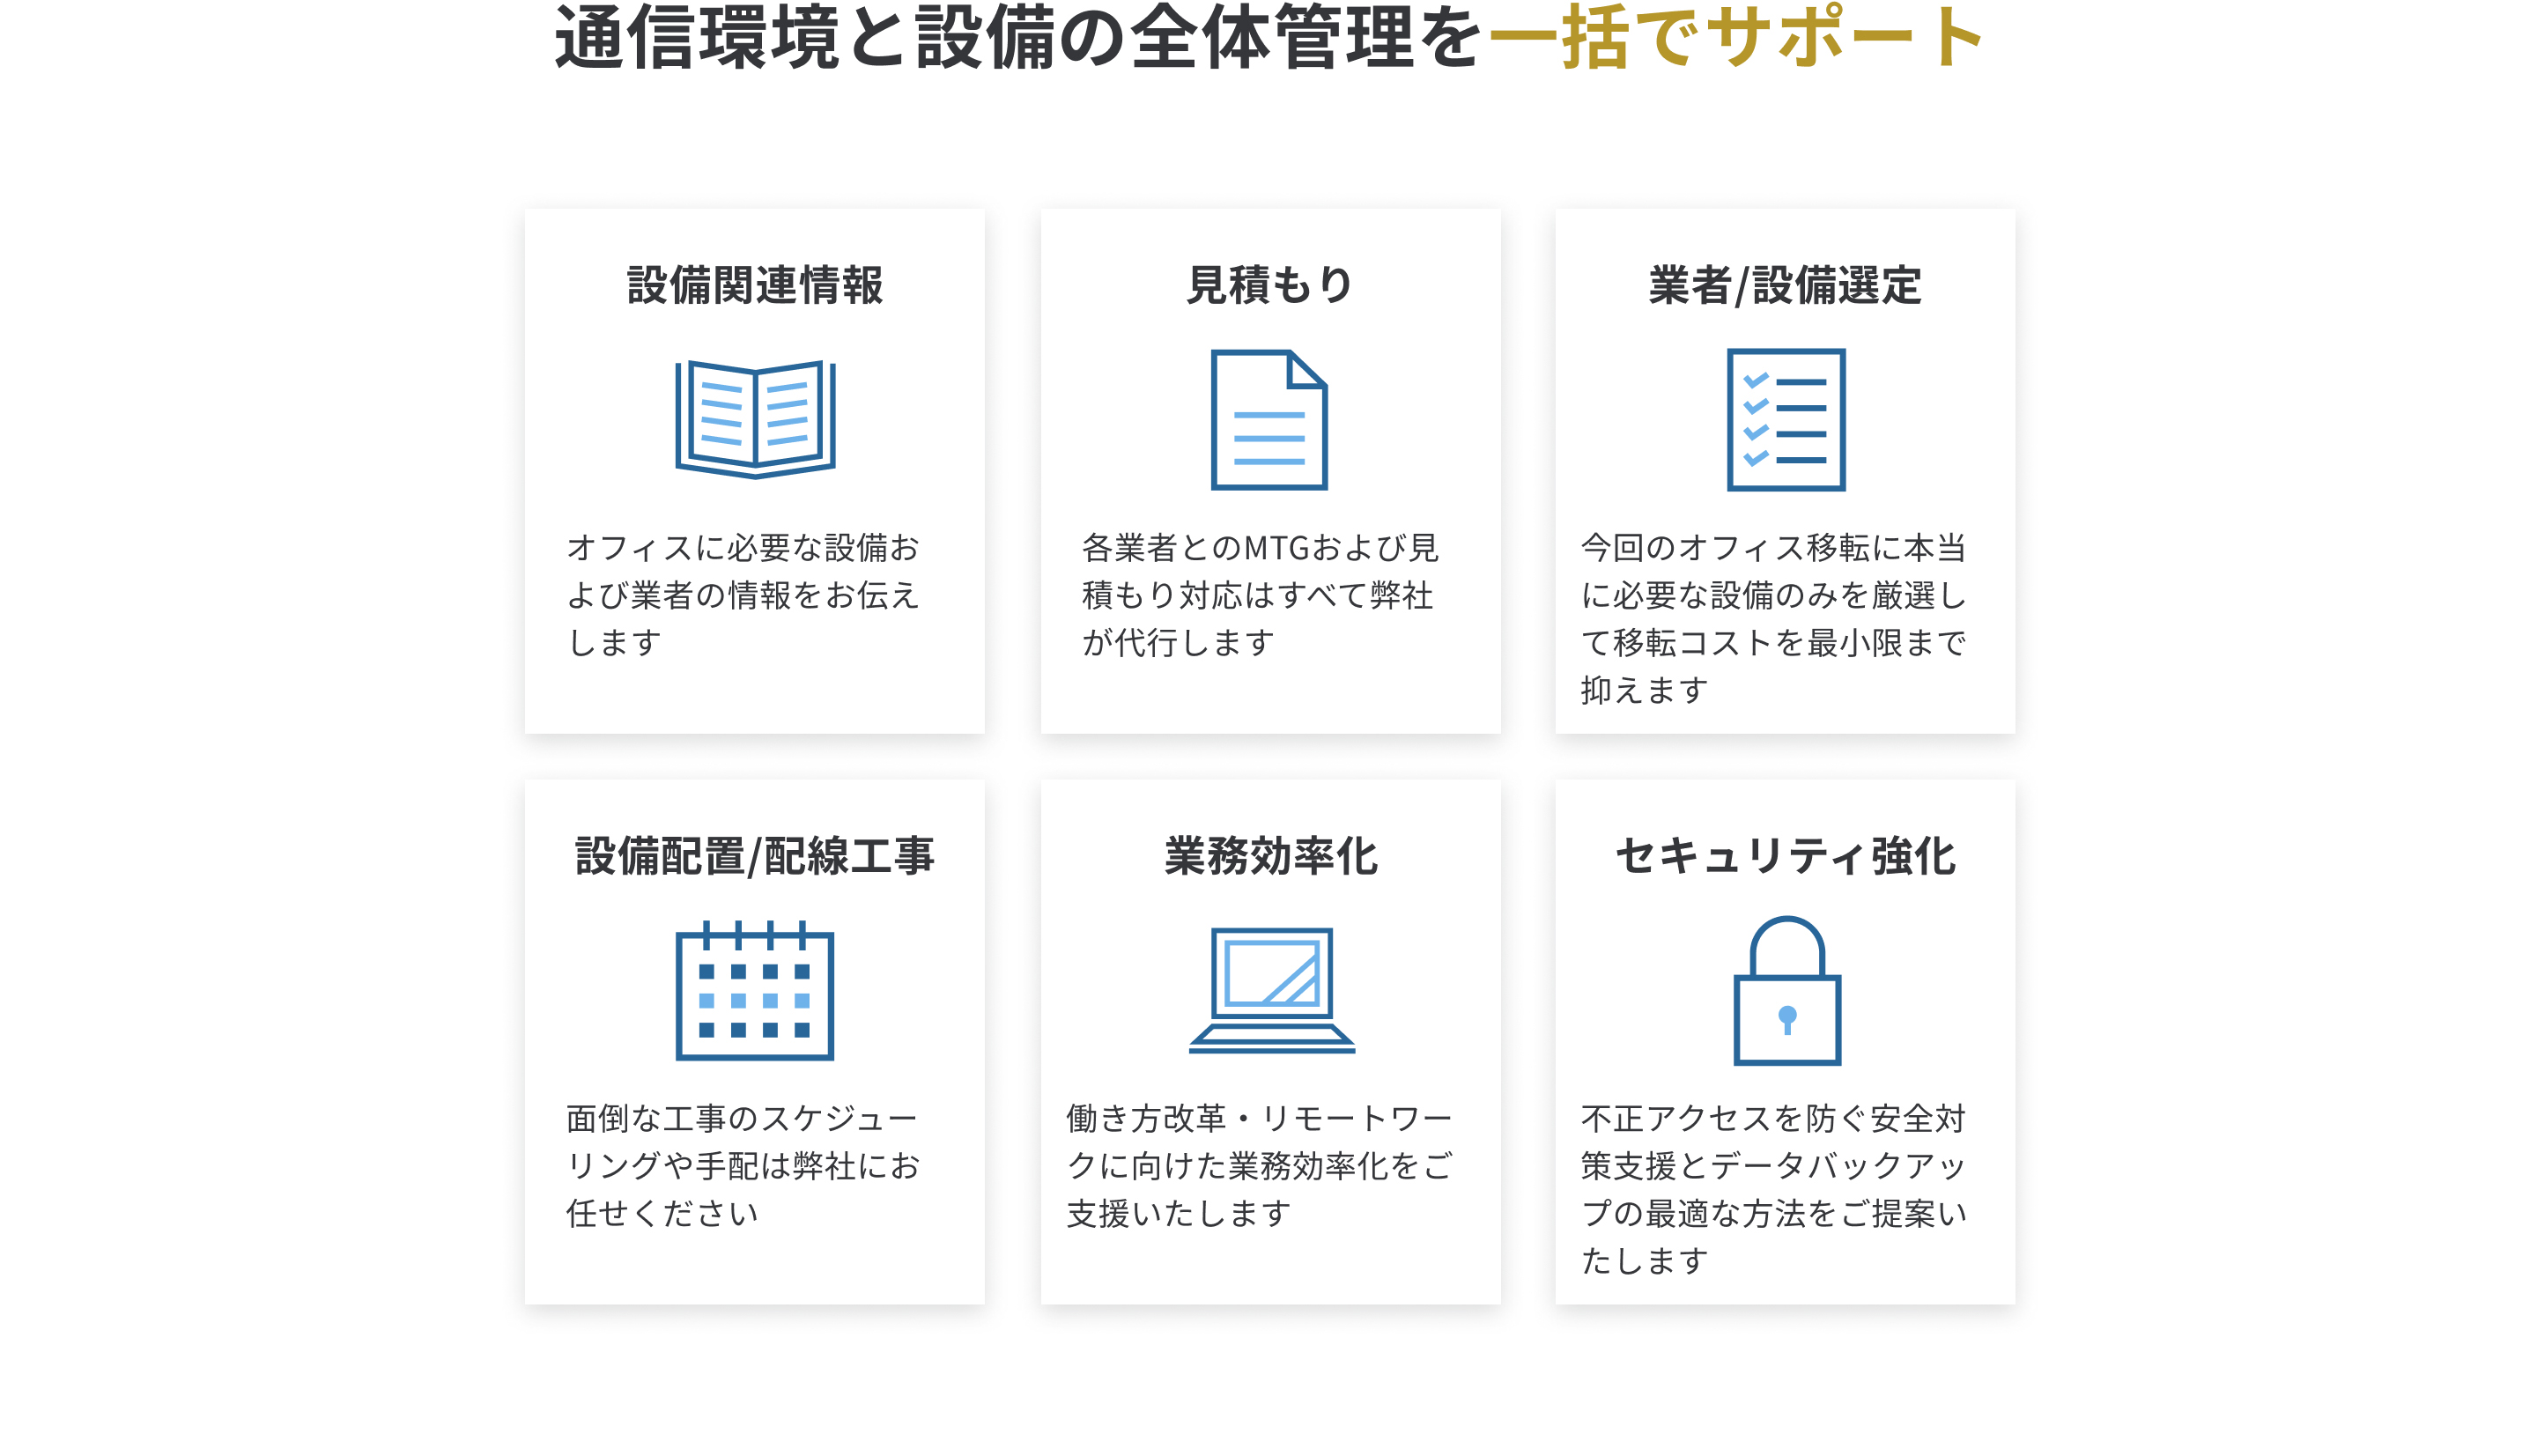 通信環境と設備の全体管理を一括でサポート
設備関連情報
オフィスに必要な設備お
よび業者の情報をお伝え
します
見積もり
各業者とのMTGおよび見
積もり対応はすべて弊社
が代行します
業者/設備選定
今回のオフィス移転に本当
に必要な設備のみを厳選し
て移転コストを最小限まで
抑えます
設備配置/配線工事
面倒な工事のスケジュー
リングや手配は弊社にお
任せください
業務効率化
働き方改革・リモートワー
クに向けた業務効率化をご
支援いたします
セキュリティ強化
不正アクセスを防ぐ安全対
策支援とデータバックアッ
プの最適な方法をご提案い
たします